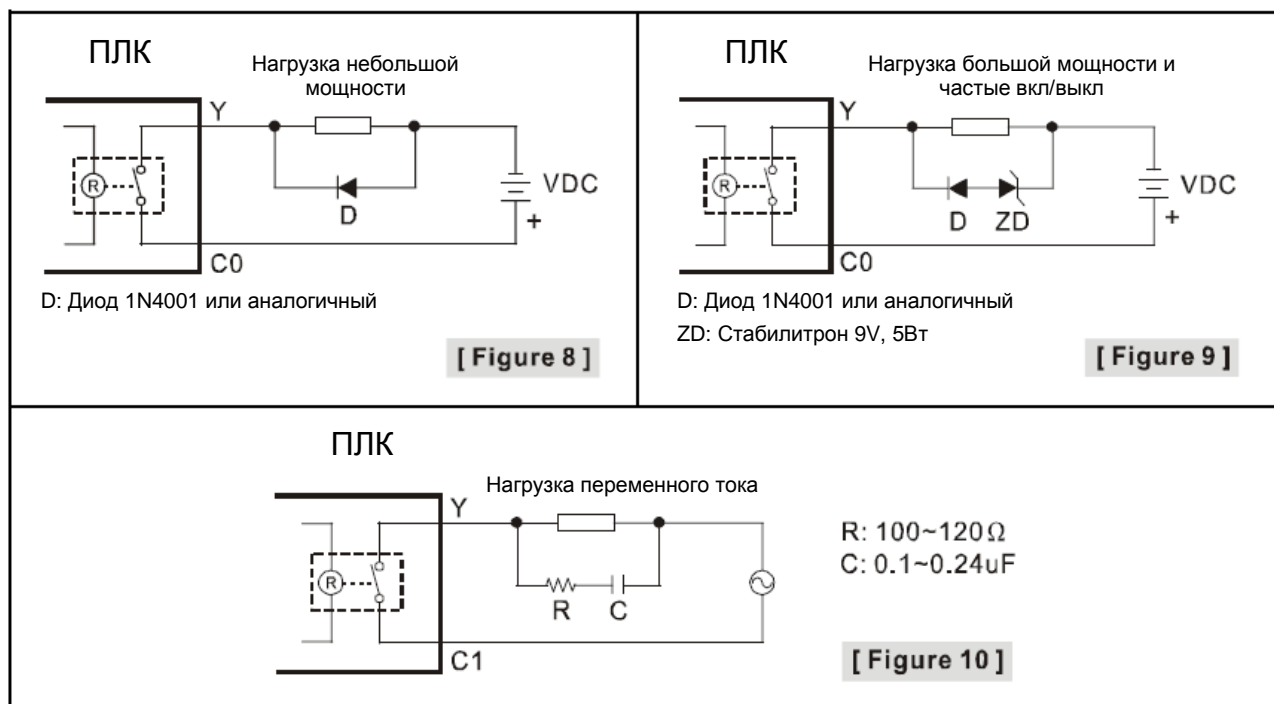 ПЛК
Нагрузка небольшой
мощности
Y
R
D
VDC
+
C0
D: Диод 1N4001 или аналогичный
[ Figure 8 ]
ПЛК
Нагрузка большой мощности и
частые вкл/выкл
Y
R
D ZD
VDC
+
C0
D: Диод 1N4001 или аналогичный
ZD: Стабилитрон 9V, 5Вт
[ Figure 9 ]
ПЛК
Нагрузка переменного тока
Y
R
R C
C1
R: 100~120Ω
C: 0.1~0.24uF
[ Figure 10 ]